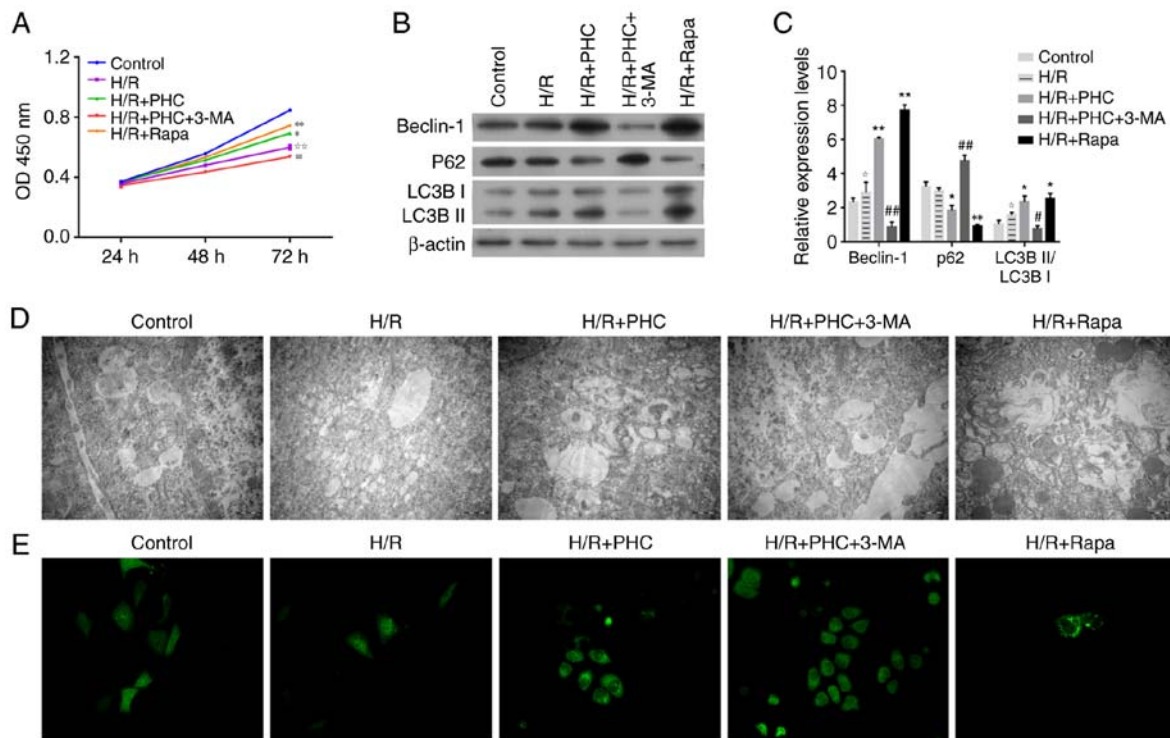 A
OD 450 nm
1.2
0.8
0.4
0.0
24 h
48 h
72 h
Control
H/R
H/R+PHC
H/R+PHC+3-MA
H/R+Rapa
**
*
☆☆
B
Control
H/R
H/R+PHC
H/R+PHC+
3-MA
H/R+Rapa
Beclin-1
P62
LC3B I
LC3B II
β-actin
C
Relative expression levels
10
8
6
4
2
0
☆
**
##
**
*
##
**
☆
*
#
*
Beclin-1
p62
LC3B II/
LC3B I
Control
H/R
H/R+PHC
H/R+PHC+3-MA
H/R+Rapa
D
Control
H/R
H/R+PHC
H/R+PHC+3-MA
H/R+Rapa
E
Control
H/R
H/R+PHC
H/R+PHC+3-MA
H/R+Rapa